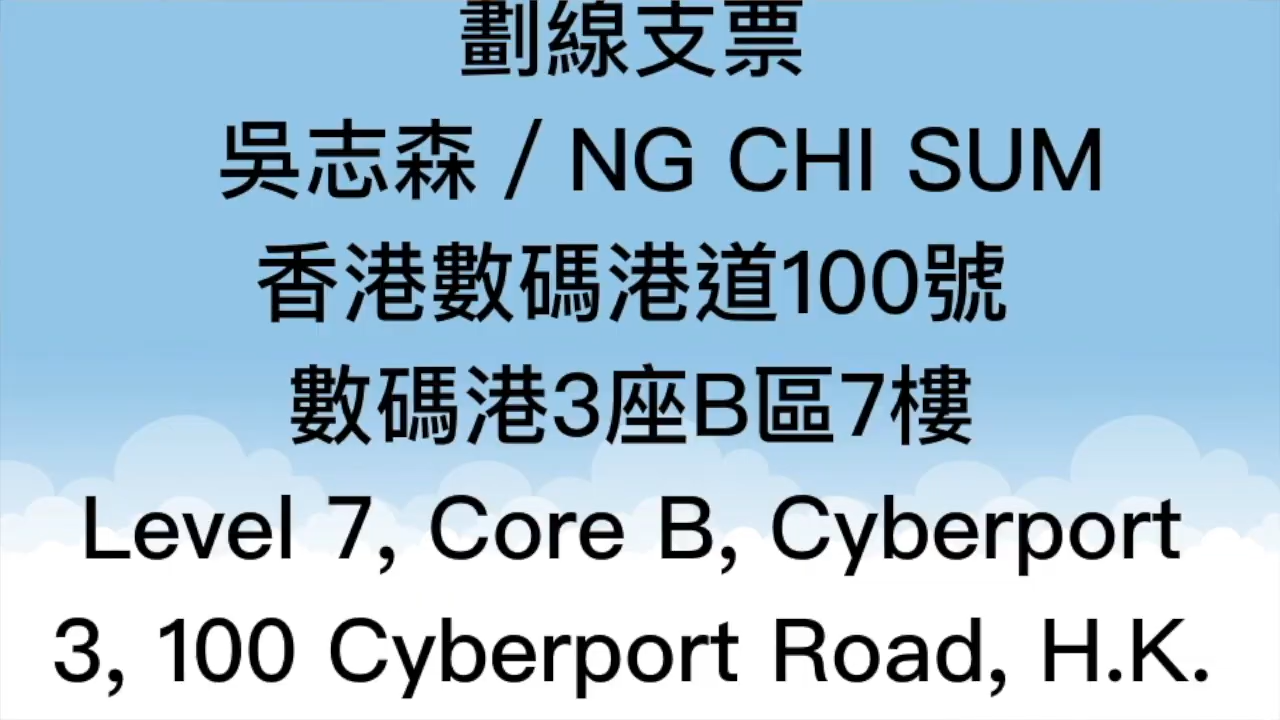 劃線支票
吳志森 / NG CHI SUM
香港數碼港道100號
數碼港3座B區7樓
Level 7, Core B, Cyberport
3, 100 Cyberport Road, H.K.